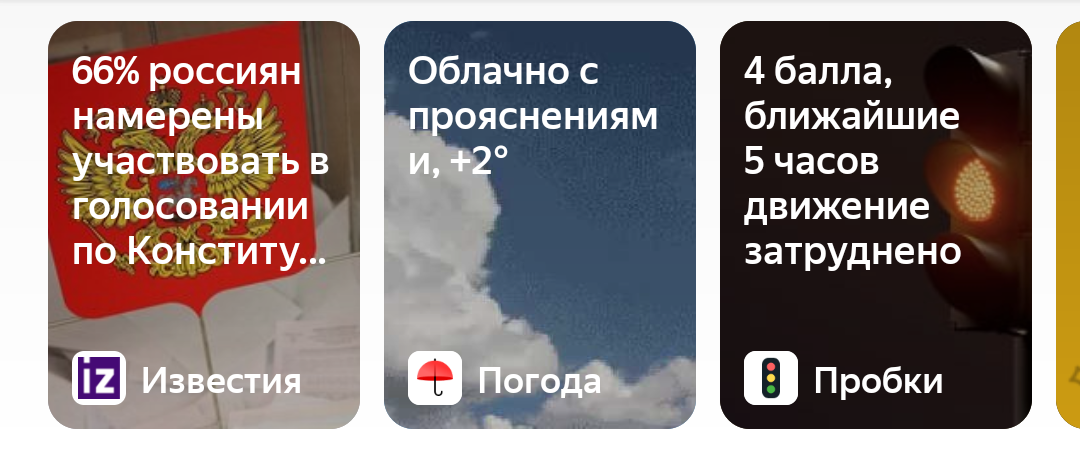 66% россиян
намерены
участвовать в
голосовании
по Конститу...
iz Известия
Облачно с
прояснениям
и, +2°
Погода
4 балла,
ближайшие
5 часов
движение
затруднено
Пробки